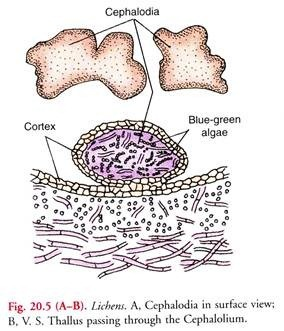 Cephalodia
Cortex
Blue-green
algae
Fig. 20.5 (A–B). Lichens. A, Cephalodia in surface view;
B, V. S. Thallus passing through the Cephalolium.